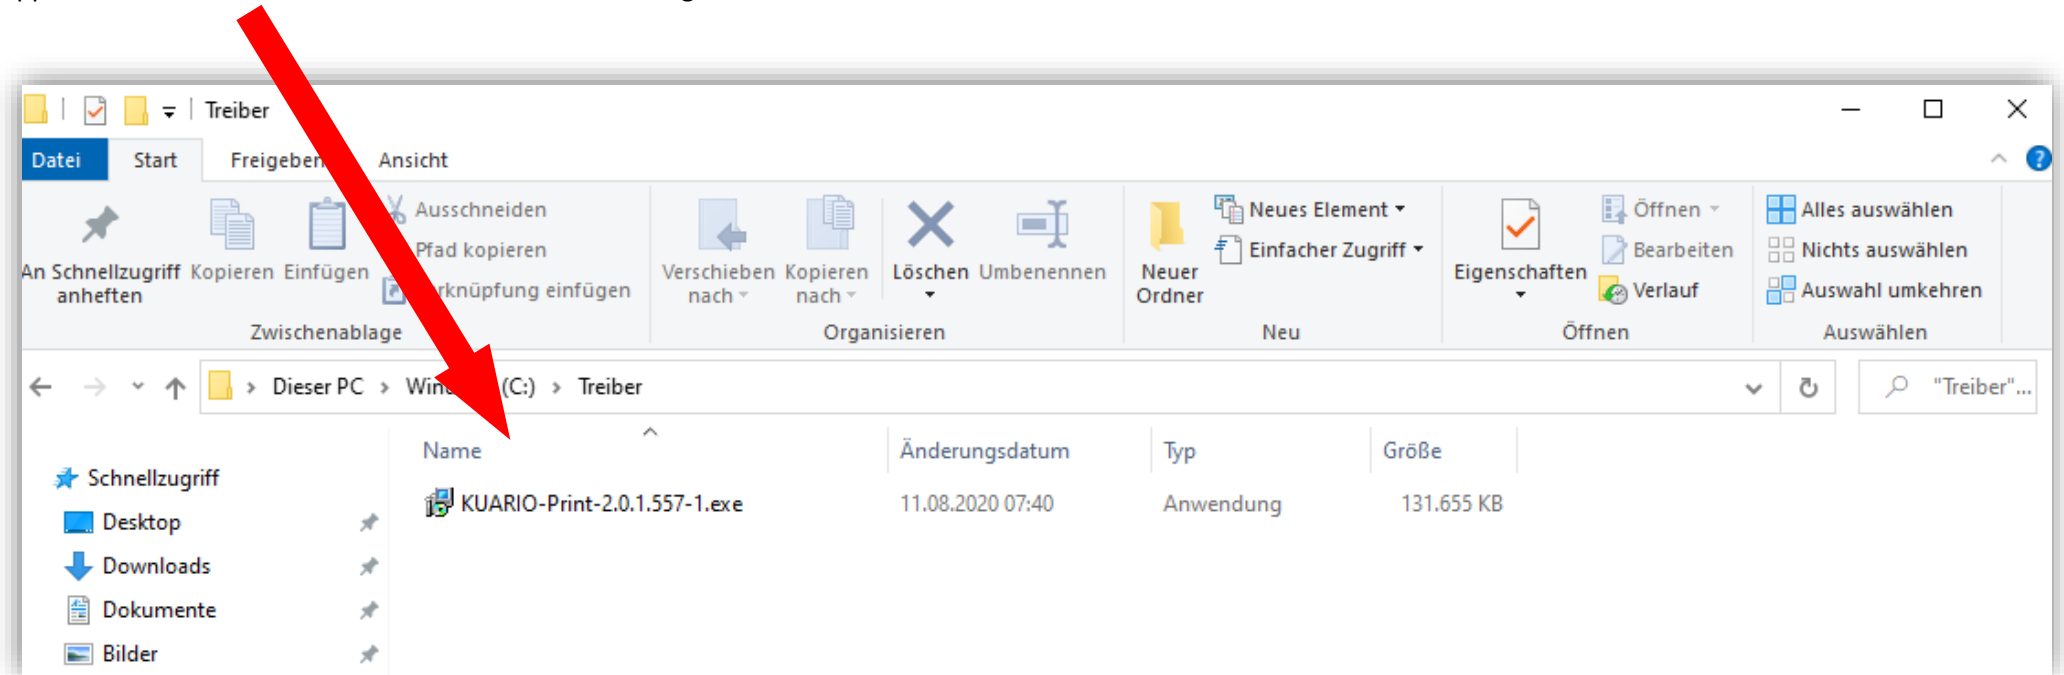 Treiber
Datei Start Freigeben Ansicht
Ausschneiden Neues Element Öffnen Alles auswählen
Pfad kopieren Einfacher Zugriff Bearbeiten Nichts auswählen
An Schnellzugriff anheften Kopieren Einfügen einfügen Verschieben nach Kopieren nach Löschen Umbenennen Neuer Ordner Eigenschaften Verlauf Auswahl umkehren
Zwischenablage Organisieren Neu Öffnen Auswählen
Dieser PC > (C:) > Treiber "Treiber"...
Name Änderungsdatum Typ Größe
Schnellzugriff
KUARIO-Print-2.0.1.557-1.exe 11.08.2020 07:40 Anwendung 131.655 KB
Desktop
Downloads
Dokumente
Bilder